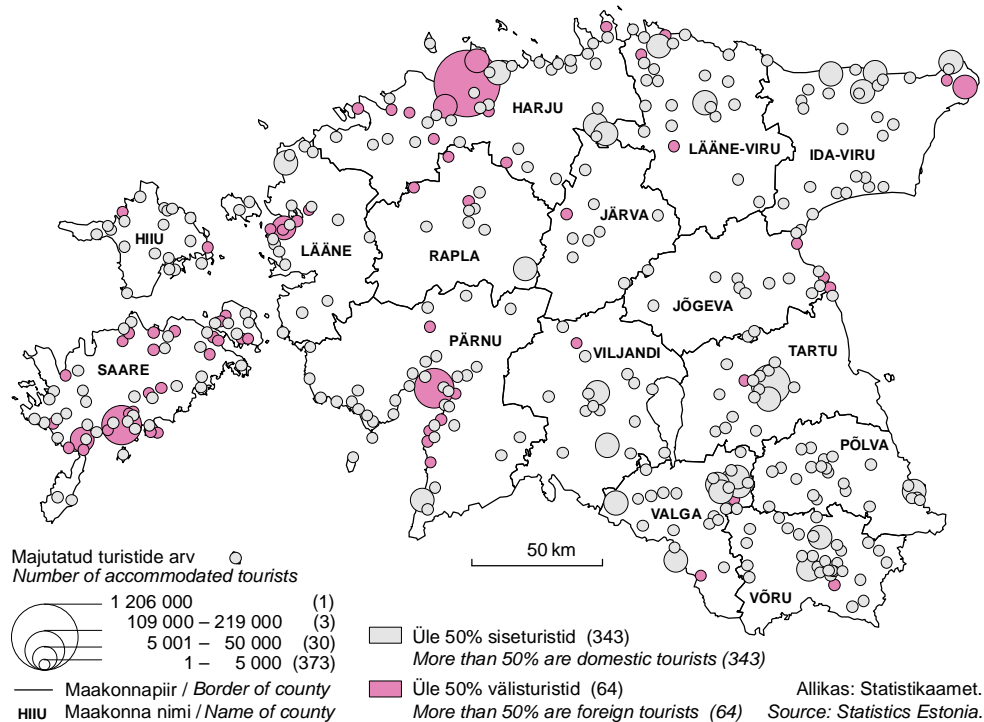 HARJU
LÄÄNE-VIRU
IDA-VIRU
HIIU
LÄÄNE
RAPLA
JÄRVA
JÕGEVA
SAARE
PÄRNU
VILJANDI
TARTU
PÕLVA
VALGA
VÕRU
50 km
Majutatud turistide arv
Number of accommodated tourists
1 206 000 (1)
109 000 – 219 000 (3)
5 001 – 50 000 (30)
1 – 5 000 (373)
Maakonnapiir / Border of county
HIIU Maakonna nimi / Name of county
Üle 50% siseturistid (343)
More than 50% are domestic tourists (343)
Üle 50% välisturistid (64)
More than 50% are foreign tourists (64)
Allikas: Statistikaamet.
Source: Statistics Estonia.